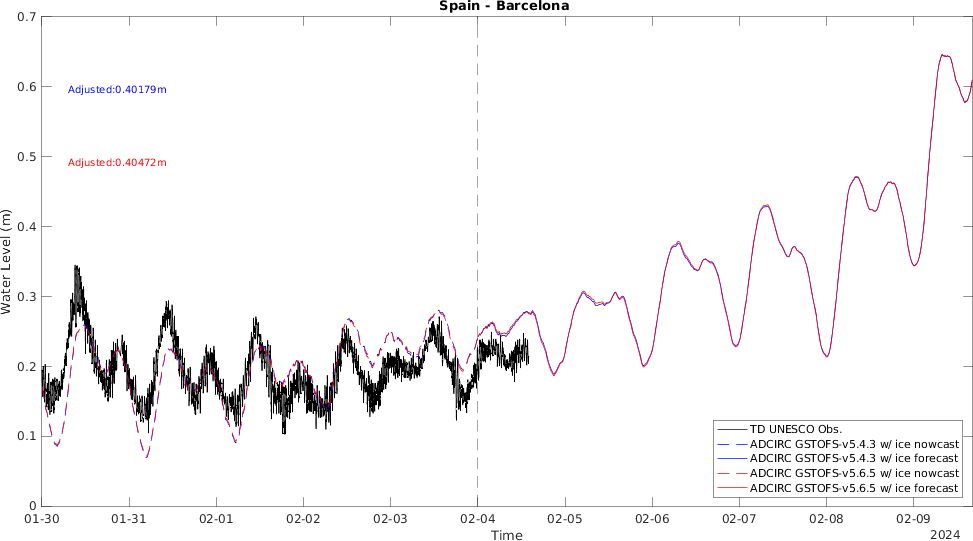 Spain - Barcelona
0.7
0.6
0.5
0.4
0.3
0.2
0.1
0
Water Level (m)
Adjusted:0.40179m
Adjusted:0.40472m
TD UNESCO Obs.
ADCIRC GSTOFS-v5.4.3 w/ ice nowcast
ADCIRC GSTOFS-v5.4.3 w/ ice forecast
ADCIRC GSTOFS-v5.6.5 w/ ice nowcast
ADCIRC GSTOFS-v5.6.5 w/ ice forecast
01-30 01-31 02-01 02-02 02-03 02-04 02-05 02-06 02-07 02-08 02-09
Time
2024